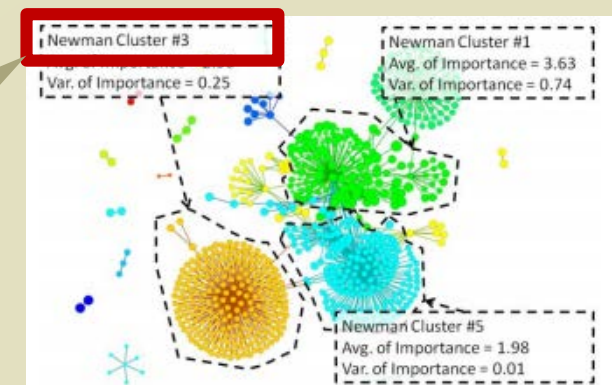 Newman Cluster #3
Var. of Importance = 0.25
Newman Cluster #1
Avg. of Importance = 3.63
Var. of Importance = 0.74
Newman Cluster #5
Avg. of Importance = 1.98
Var. of Importance = 0.01